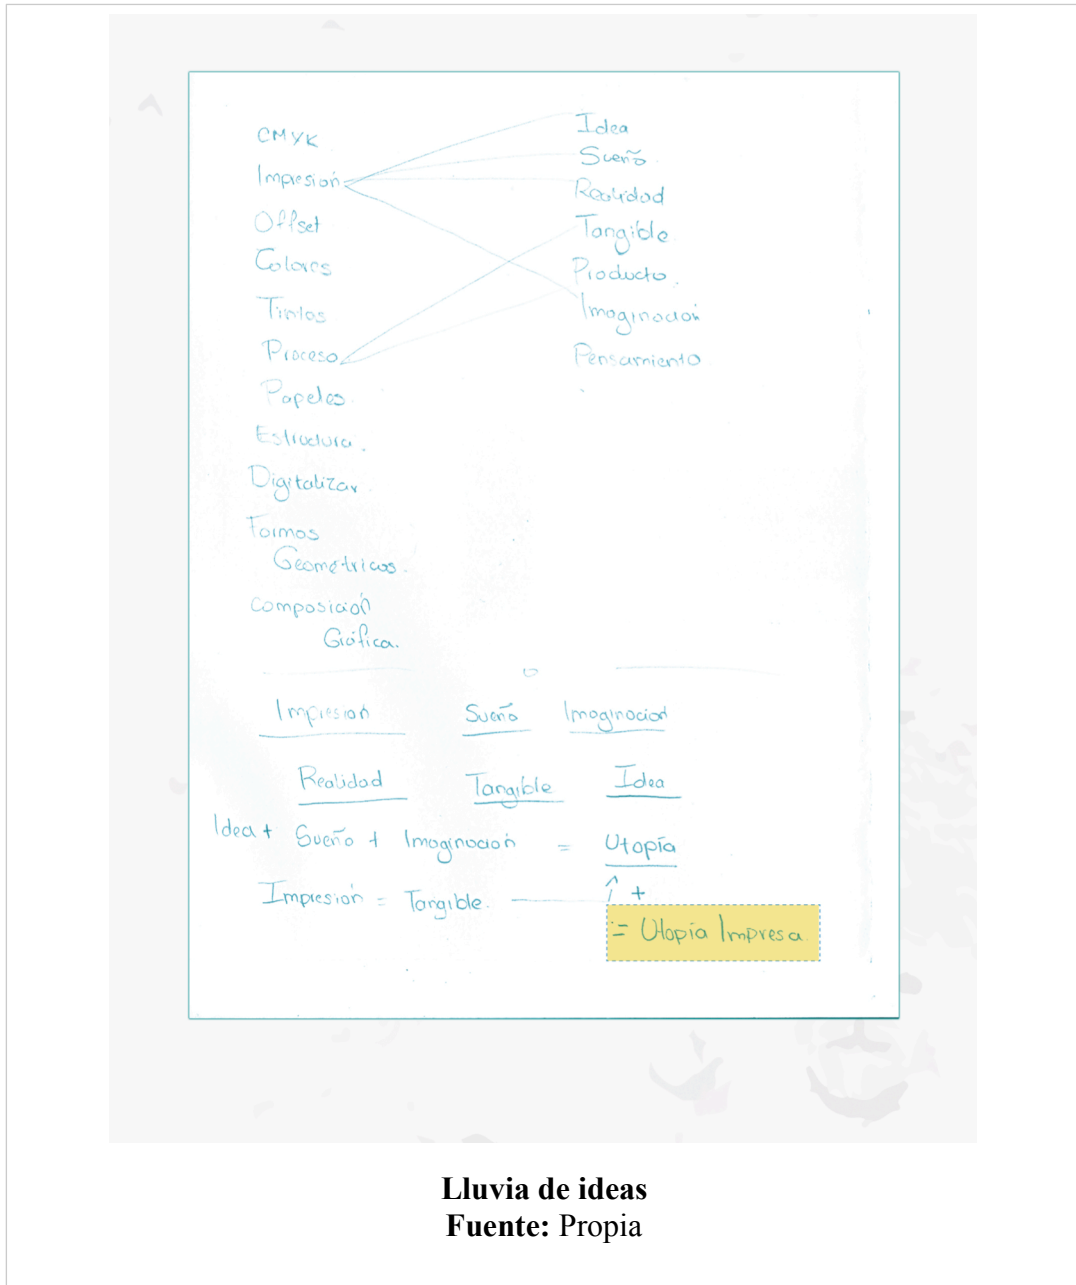 CMYK
Impresión
Offset
Colores
Tintas
Proceso
Papeles.
Estructura.
Digitalizar.
Formas
Geométricas.
Composición
Gráfica.
Idea
Sueño.
Realidad
Tangible.
Producto.
Imaginación
Pensamiento
Impresión Sueño Imaginación
Realidad Tangible Idea
Idea + Sueño + Imaginación = Utopía
Impresión = Tangible. +
= Utopía Impresa.
Lluvia de ideas
Fuente: Propia